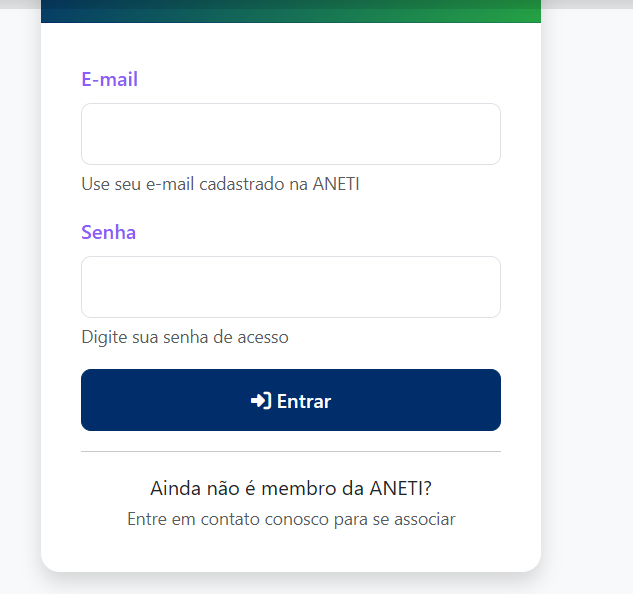 E-mail
Use seu e-mail cadastrado na ANETI
Senha
Digite sua senha de acesso
Entrar
Ainda não é membro da ANETI?
Entre em contato conosco para se associar